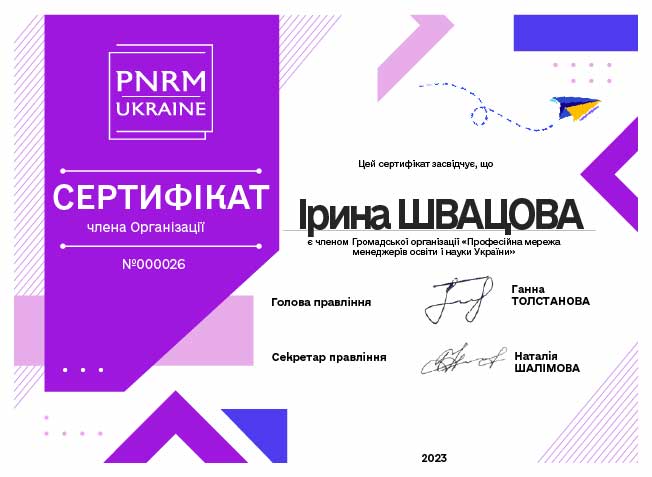 PNRM
UKRAINE
СЕРТИФІКАТ
члена Організації
№000026
Цей сертифікат засвідчує, що
Ірина ШВАЦОВА
є членом Громадської організації «Професійна мережа
менеджерів освіти і науки України»
Голова правління
Ганна
ТОЛСТАНОВА
Секретар правління
Наталія
ШАЛІМОВА
2023